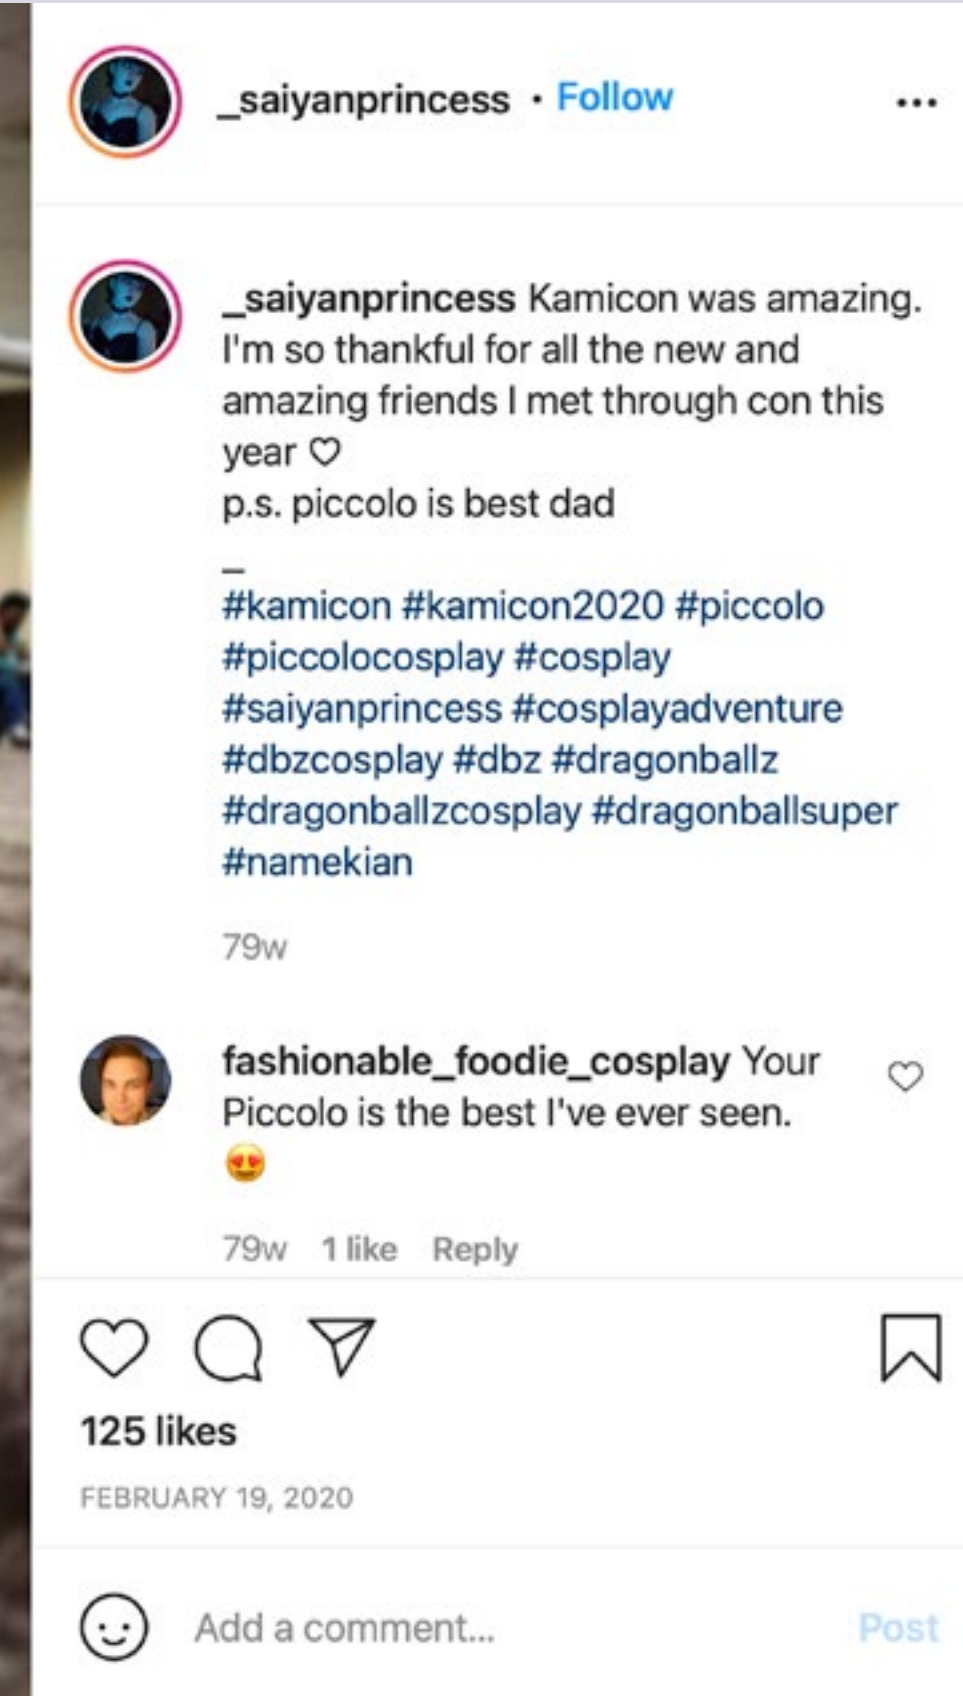 _saiyanprincess • Follow
_saiyanprincess Kamicon was amazing.
I'm so thankful for all the new and
amazing friends I met through con this
year ♡
p.s. piccolo is best dad
_
#kamicon #kamicon2020 #piccolo
#piccolocosplay #cosplay
#saiyanprincess #cosplayadventure
#dbzcosplay #dbz #dragonballz
#dragonballzcosplay #dragonballsuper
#namekian
79w
fashionable_foodie_cosplay Your
Piccolo is the best I've ever seen.
😍
79w 1 like Reply
125 likes
FEBRUARY 19, 2020
Add a comment... Post